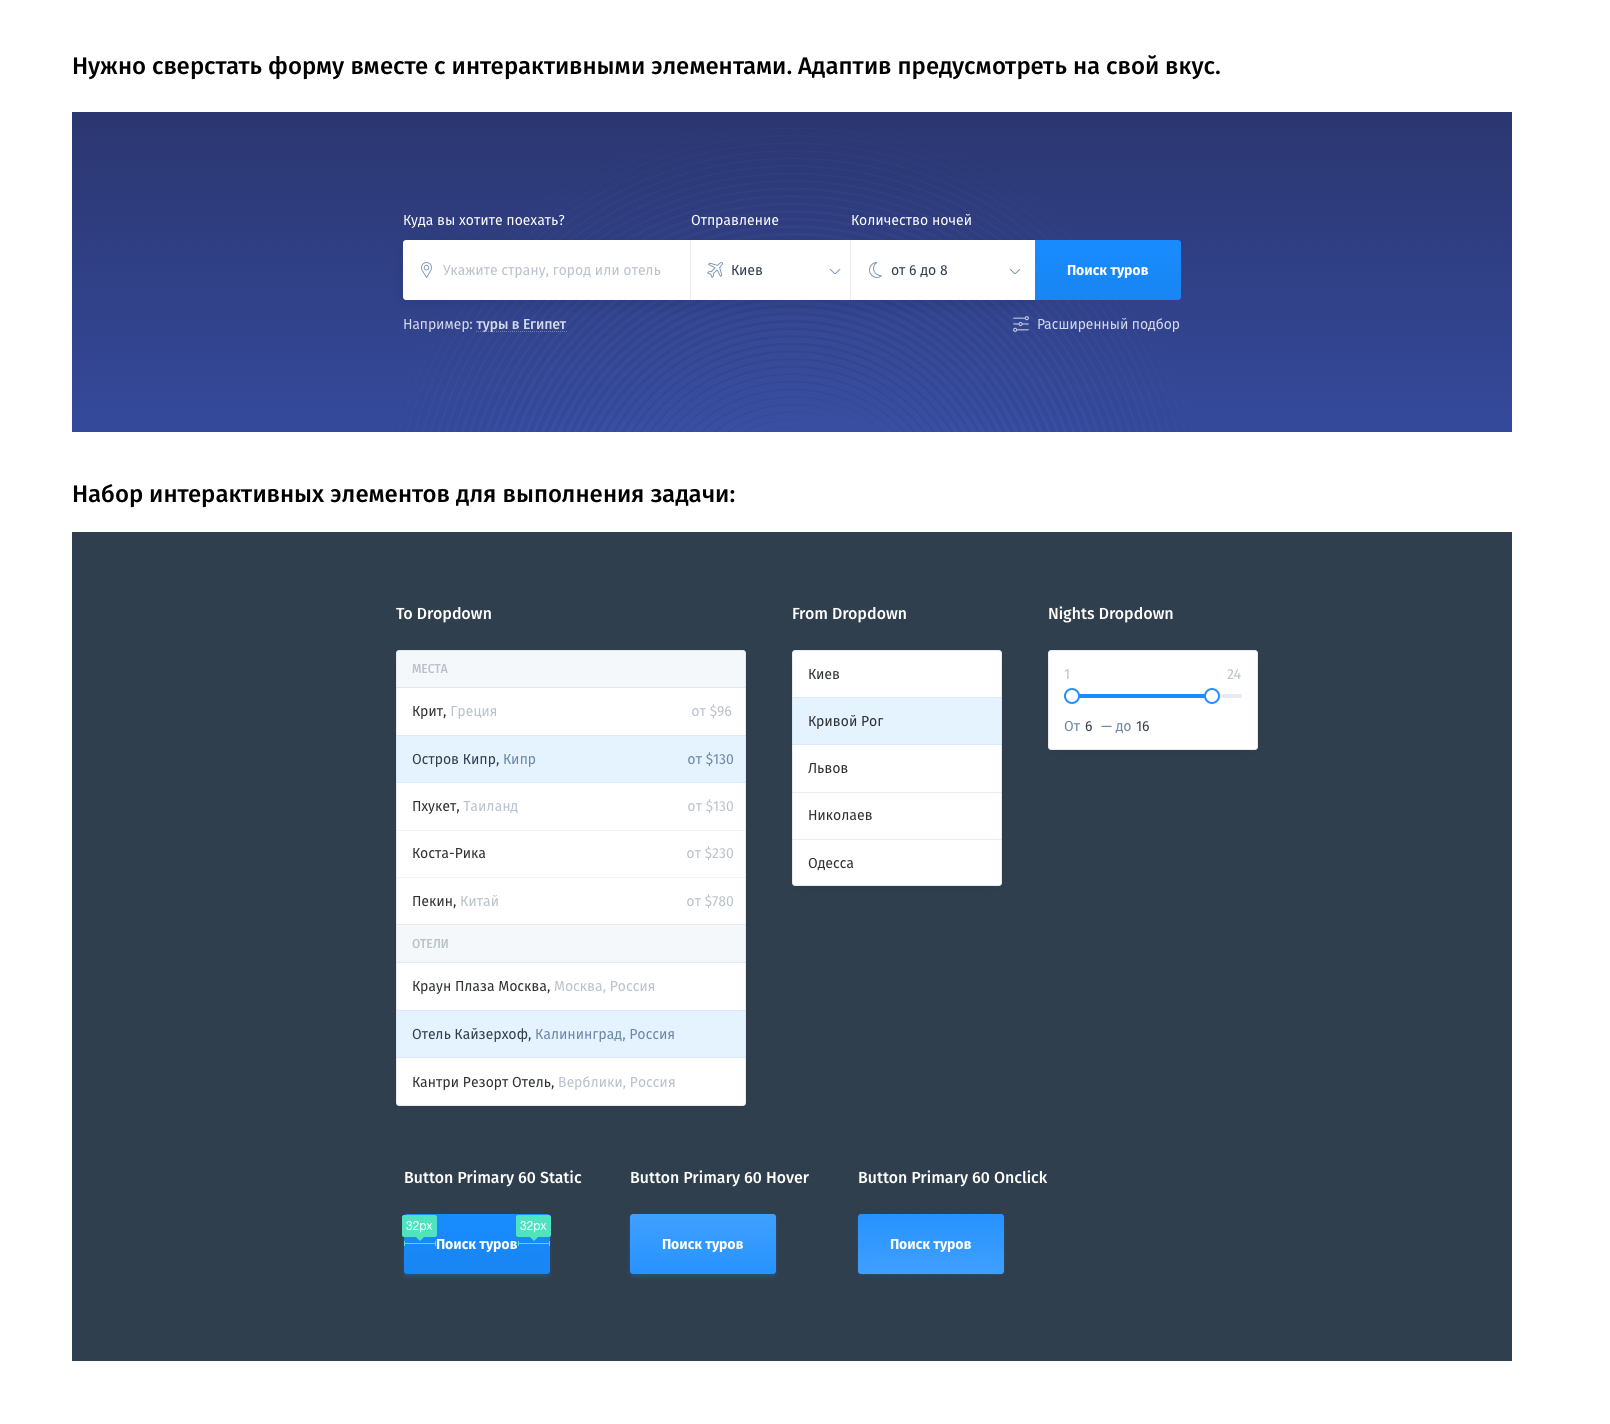 Нужно сверстать форму вместе с интерактивными элементами. Адаптив предусмотреть на свой вкус.
Куда вы хотите поехать? Отправление Количество ночей
Укажите страну, город или отель Киев от 6 до 8 Поиск туров
Например: туры в Египет Расширенный подбор
Набор интерактивных элементов для выполнения задачи:
To Dropdown
МЕСТА
Крит, Греция от $96
Остров Кипр, Кипр от $130
Пхукет, Таиланд от $130
Коста-Рика от $230
Пекин, Китай от $780
ОТЕЛИ
Краун Плаза Москва, Москва, Россия
Отель Кайзерхоф, Калининград, Россия
Кантри Резорт Отель, Верблики, Россия
From Dropdown
Киев
Кривой Рог
Львов
Николаев
Одесса
Nights Dropdown
1 24
От 6 — до 16
Button Primary 60 Static Button Primary 60 Hover Button Primary 60 Onclick
32px 32px
Поиск туров Поиск туров Поиск туров